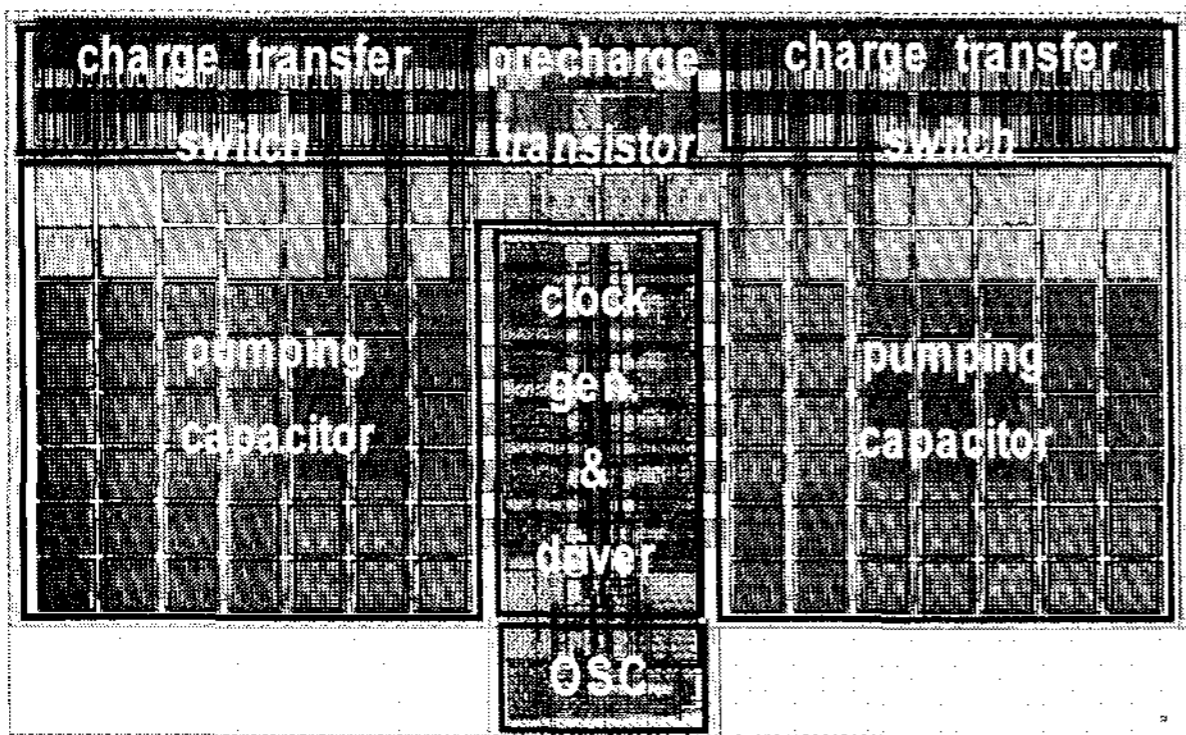 charge transfer
switch
precharge
transistor
charge transfer
switch
pumping
capacitor
clock
gen.
&
driver
pumping
capacitor
OSC